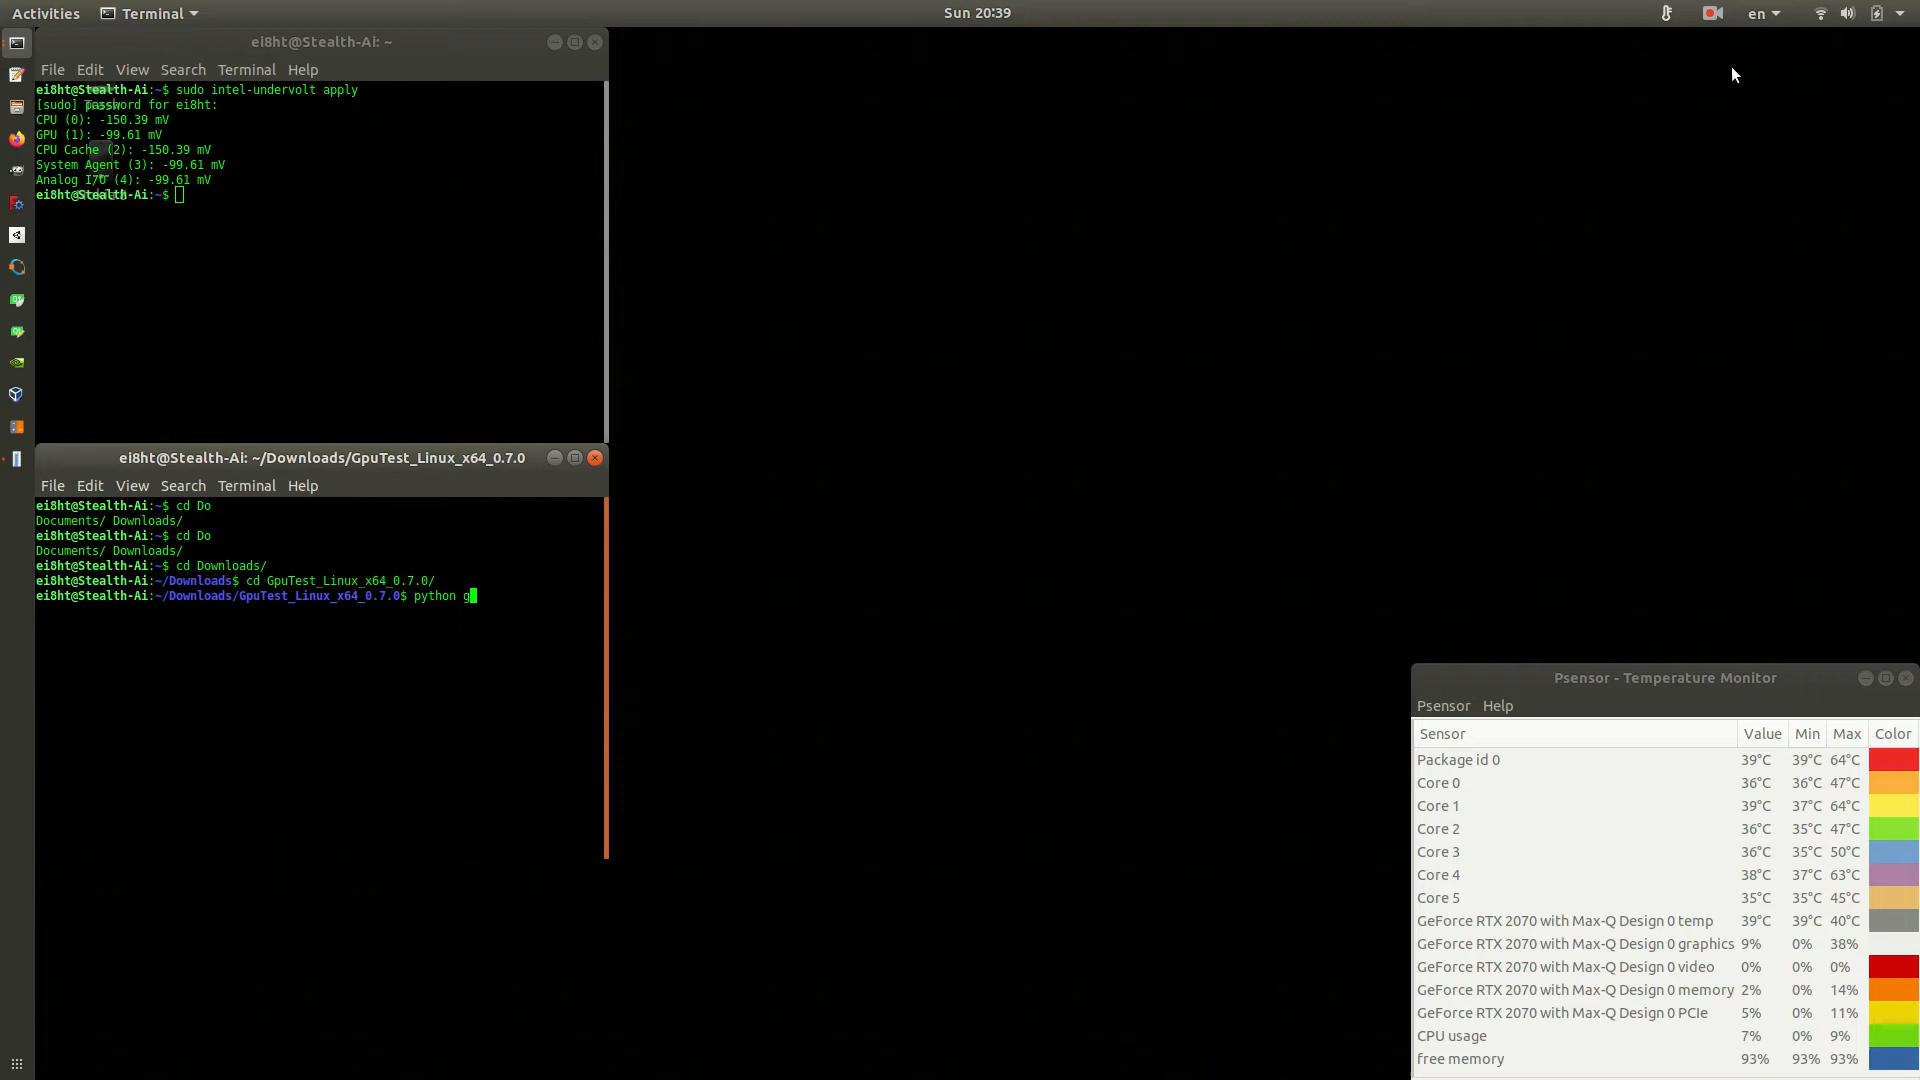 Activities Terminal Sun 20:39 en
ei8ht@Stealth-Ai: ~
File Edit View Search Terminal Help
ei8ht@Stealth-Ai:~$ sudo intel-undervolt apply
[sudo] password for ei8ht:
CPU (0): -150.39 mV
GPU (1): -99.61 mV
CPU Cache (2): -150.39 mV
System Agent (3): -99.61 mV
Analog I/O (4): -99.61 mV
ei8ht@Stealth-Ai:~$
ei8ht@Stealth-Ai: ~/Downloads/GpuTest_Linux_x64_0.7.0
File Edit View Search Terminal Help
ei8ht@Stealth-Ai:~$ cd Do
Documents/ Downloads/
ei8ht@Stealth-Ai:~$ cd Do
Documents/ Downloads/
ei8ht@Stealth-Ai:~$ cd Downloads/
ei8ht@Stealth-Ai:~/Downloads$ cd GpuTest_Linux_x64_0.7.0/
ei8ht@Stealth-Ai:~/Downloads/GpuTest_Linux_x64_0.7.0$ python g
Psensor - Temperature Monitor
Psensor Help
Sensor Value Min Max Color
Package id 0 39°C 39°C 64°C
Core 0 36°C 36°C 47°C
Core 1 39°C 37°C 64°C
Core 2 36°C 35°C 47°C
Core 3 36°C 35°C 50°C
Core 4 38°C 37°C 63°C
Core 5 35°C 35°C 45°C
GeForce RTX 2070 with Max-Q Design 0 temp 39°C 39°C 40°C
GeForce RTX 2070 with Max-Q Design 0 graphics 9% 0% 38%
GeForce RTX 2070 with Max-Q Design 0 video 0% 0% 0%
GeForce RTX 2070 with Max-Q Design 0 memory 2% 0% 14%
GeForce RTX 2070 with Max-Q Design 0 PCIe 5% 0% 11%
CPU usage 7% 0% 9%
free memory 93% 93% 93%